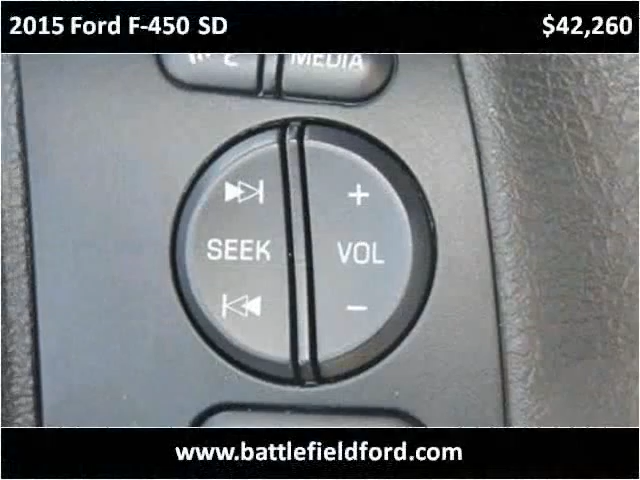 2015 Ford F-450 SD
$42,260
MEDIA
SEEK
+
VOL
-
www.battlefieldford.com